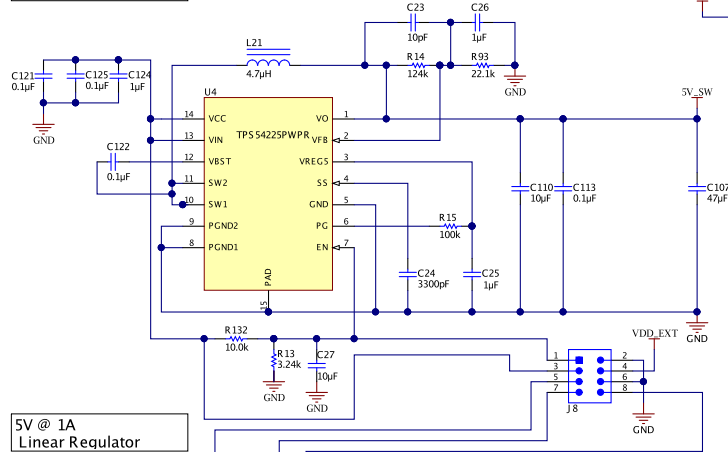 C23
10pF
C26
1µF
L21
4.7µH
R14
124k
R93
22.1k
GND
C121
0.1µF
C125
0.1µF
C124
1µF
GND
U4
TPS54225PWPR
14 VCC
13 VIN
12 VBST
11 SW2
10 SW1
9 PGND2
8 PGND1
VO 1
VFB 2
VREG5 3
SS 4
GND 5
PG 6
EN 7
PAD
15
C122
0.1µF
5V_SW
C110
10µF
C113
0.1µF
C107
47µF
R15
100k
C24
3300pF
C25
1µF
GND
R132
10.0k
R13
3.24k
C27
10µF
GND
GND
VDD_EXT
1 2
3 4
5 6
7 8
J8
GND
5V @ 1A
Linear Regulator